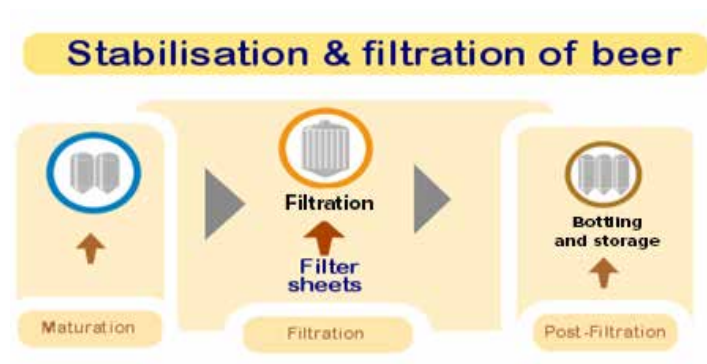 Stabilisation & filtration of beer
Filtration
Filter
sheets
Bottling
and storage
Maturation
Filtration
Post-Filtration